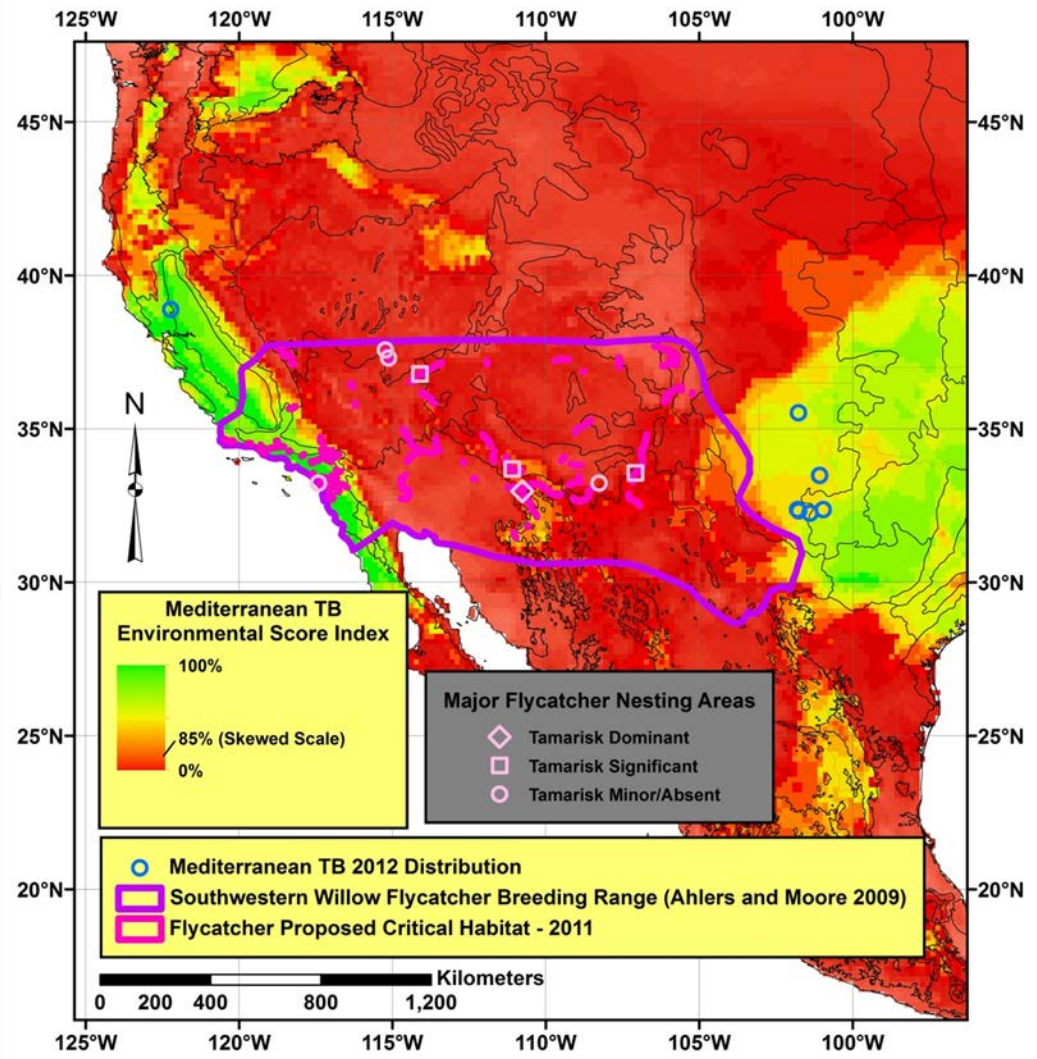 125°W 120°W 115°W 110°W 105°W 100°W
45°N 45°N
40°N 40°N
N
35°N 35°N
30°N 30°N
Mediterranean TB
Environmental Score Index
100%
85% (Skewed Scale)
0%
Major Flycatcher Nesting Areas
Tamarisk Dominant
Tamarisk Significant
Tamarisk Minor/Absent
25°N 25°N
Mediterranean TB 2012 Distribution
Southwestern Willow Flycatcher Breeding Range (Ahlers and Moore 2009)
Flycatcher Proposed Critical Habitat - 2011
20°N 20°N
Kilometers
0 200 400 800 1,200
125°W 120°W 115°W 110°W 105°W 100°W